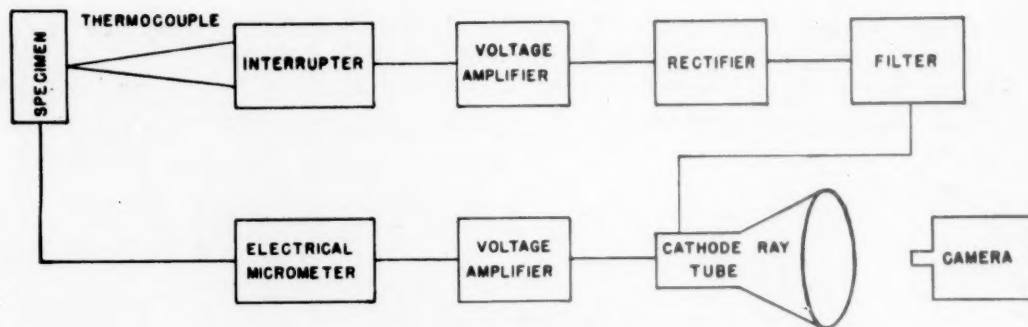 THERMOCOUPLE
SPECIMEN
INTERRUPTER
VOLTAGE
AMPLIFIER
RECTIFIER
FILTER
ELECTRICAL
MICROMETER
VOLTAGE
AMPLIFIER
CATHODE RAY
TUBE
CAMERA